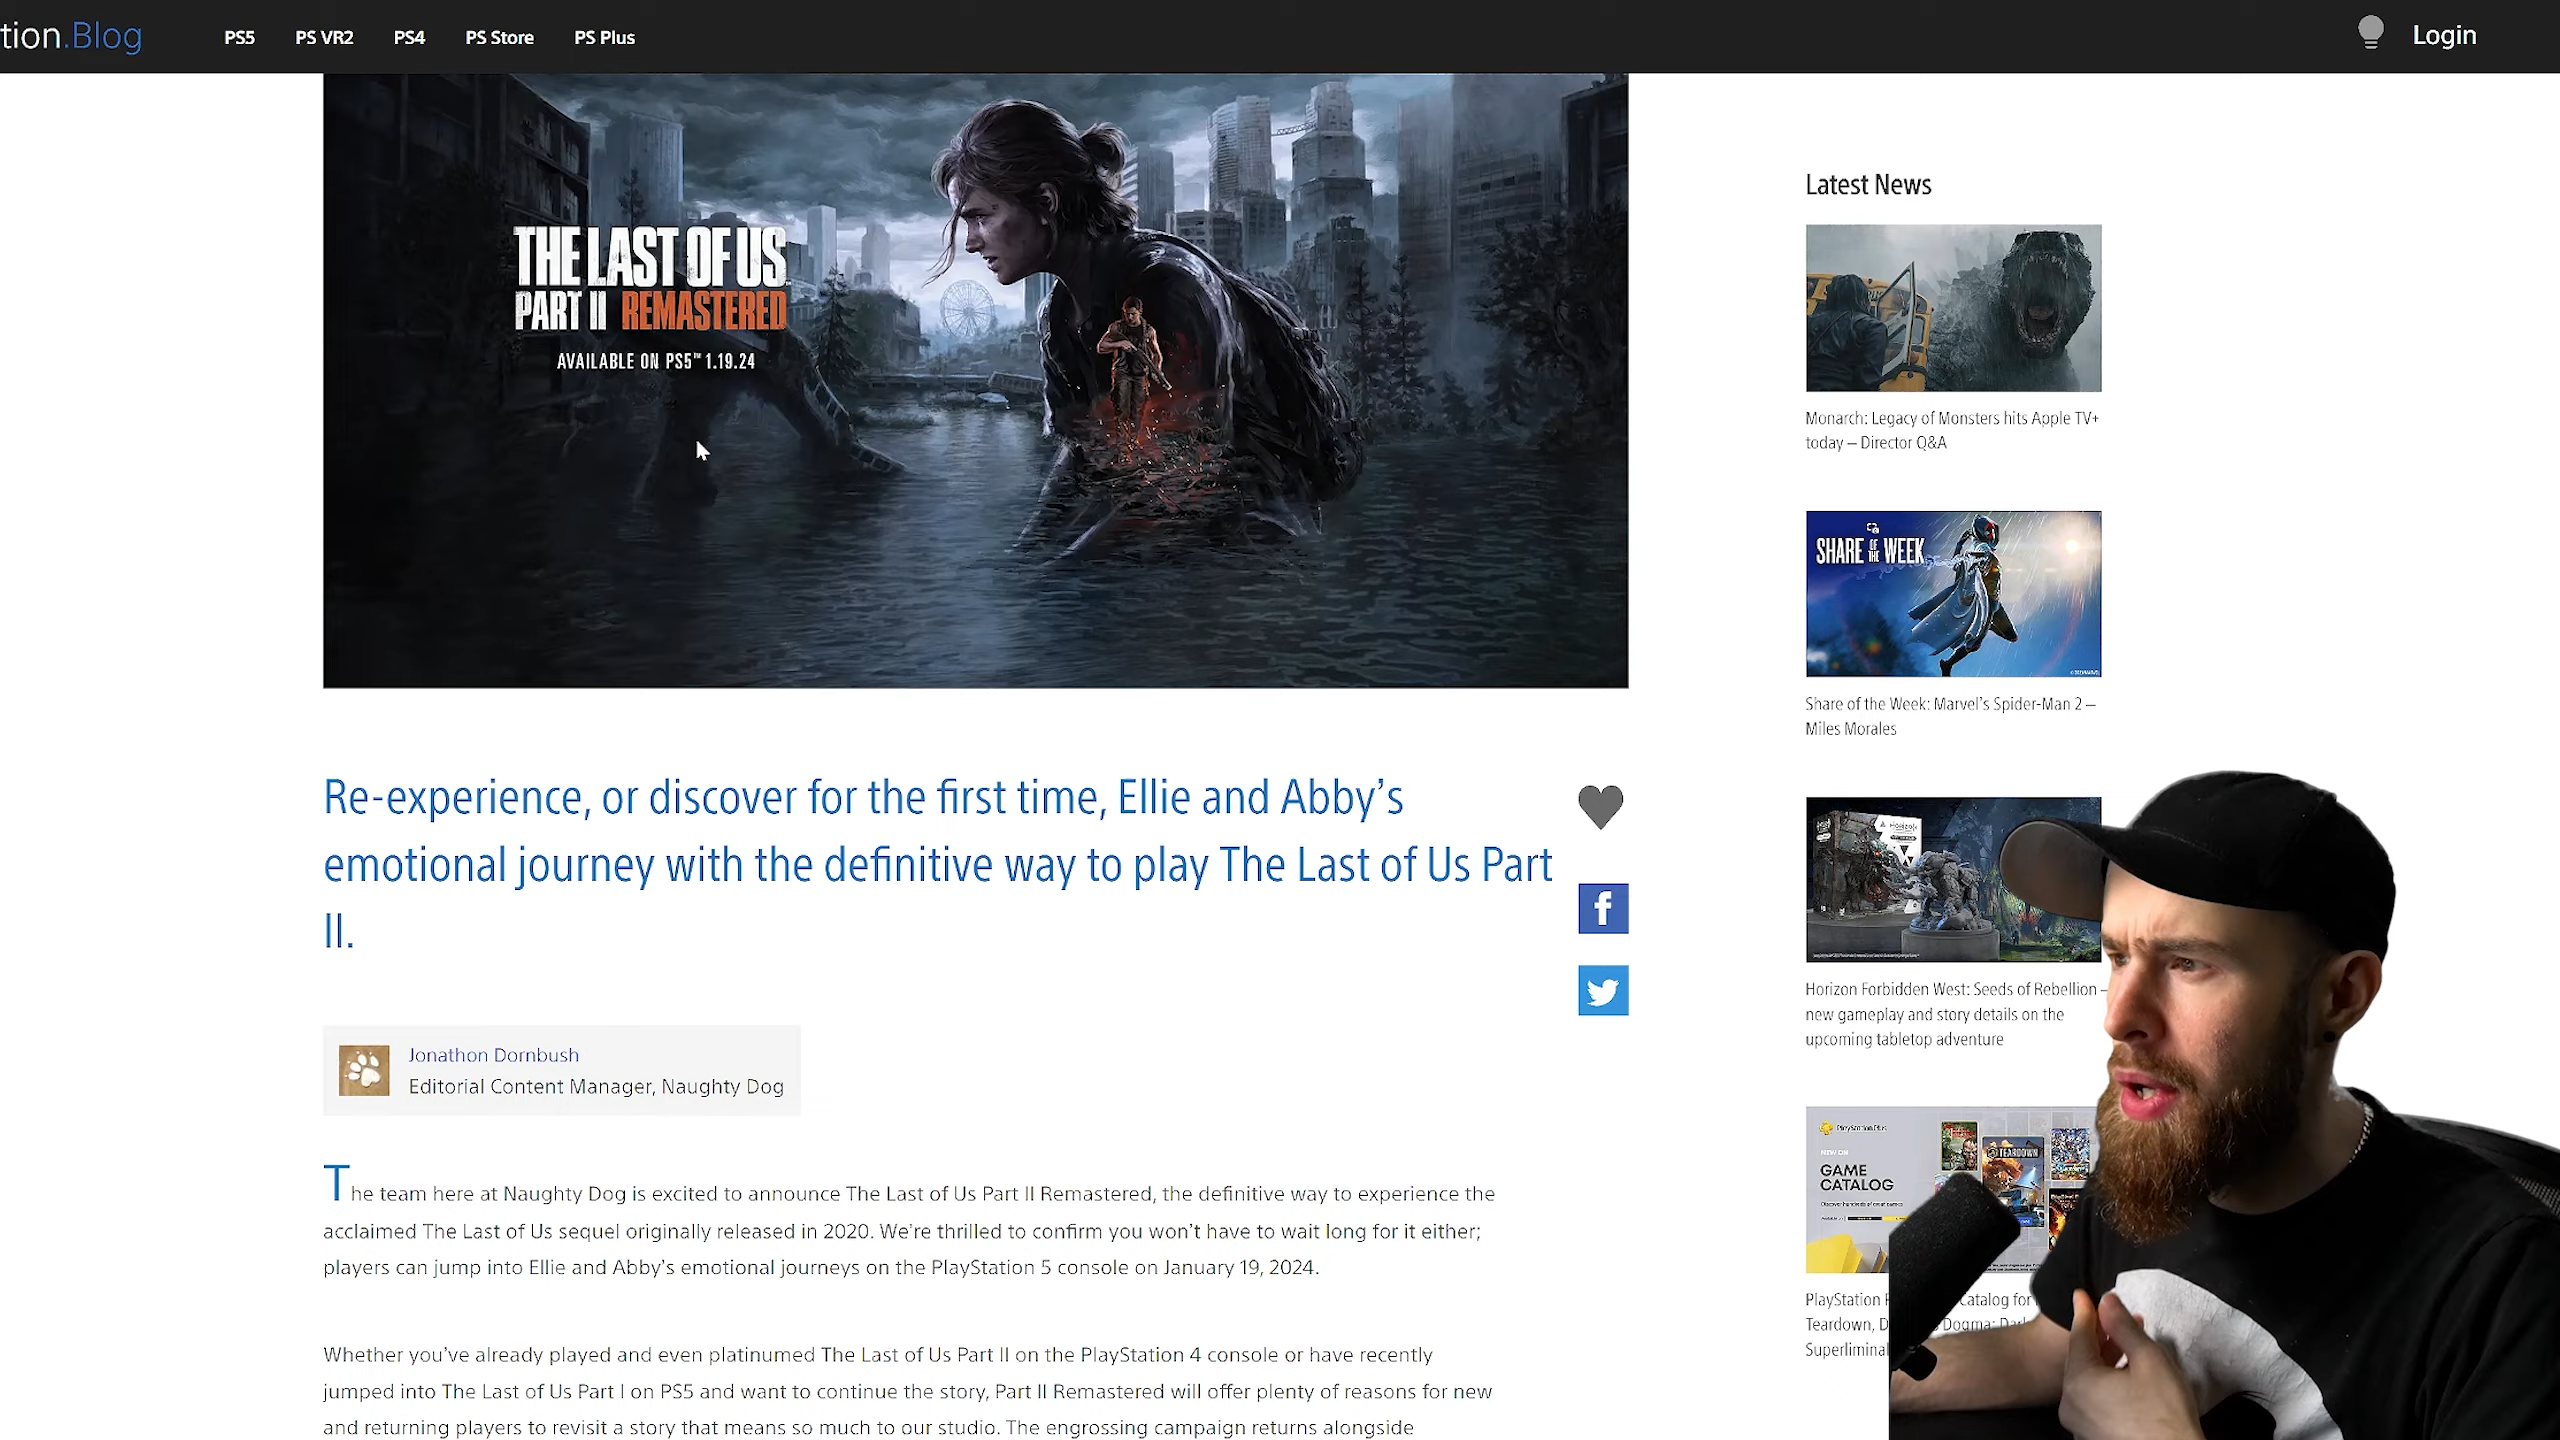 tion.Blog
PS5
PS VR2
PS4
PS Store
PS Plus
Login
THE LAST OF US
PART II REMASTERED
AVAILABLE ON PS5™ 1.19.24
Re-experience, or discover for the first time, Ellie and Abby’s
emotional journey with the definitive way to play The Last of Us Part
II.
Jonathon Dornbush
Editorial Content Manager, Naughty Dog
The team here at Naughty Dog is excited to announce The Last of Us Part II Remastered, the definitive way to experience the
acclaimed The Last of Us sequel originally released in 2020. We’re thrilled to confirm you won’t have to wait long for it either;
players can jump into Ellie and Abby’s emotional journeys on the PlayStation 5 console on January 19, 2024.
Whether you’ve already played and even platinumed The Last of Us Part II on the PlayStation 4 console or have recently
jumped into The Last of Us Part I on PS5 and want to continue the story, Part II Remastered will offer plenty of reasons for new
and returning players to revisit a story that means so much to our studio. The engrossing campaign returns alongside
Latest News
Monarch: Legacy of Monsters hits Apple TV+
today – Director Q&A
SHARE OF THE WEEK
Share of the Week: Marvel’s Spider-Man 2 –
Miles Morales
HORIZON
Horizon Forbidden West: Seeds of Rebellion –
new gameplay and story details on the
upcoming tabletop adventure
PlayStation Plus
NEW ON
GAME
CATALOG
TEARDOWN
PlayStation Catalog for
Teardown, Dogma:
Superliminal